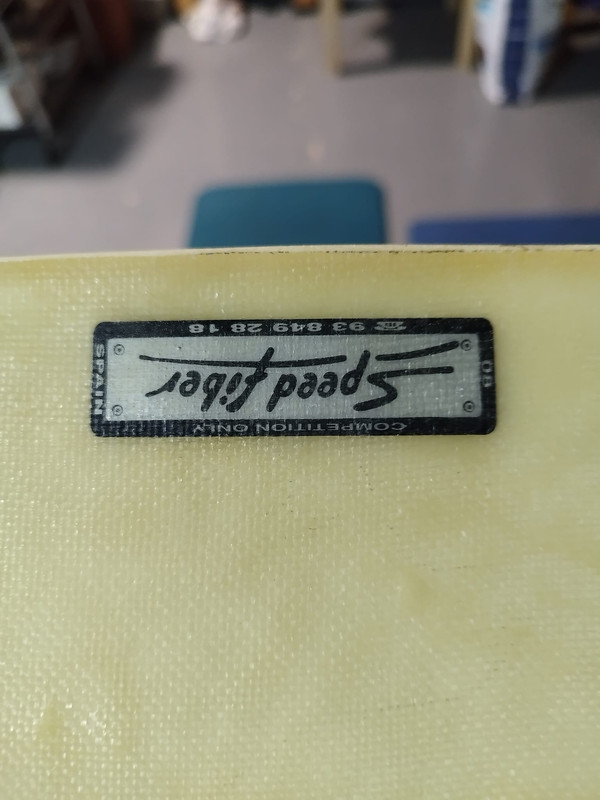 COMPETITION ONLY
Speed fiber
☎ 93 849 28 18
SPAIN